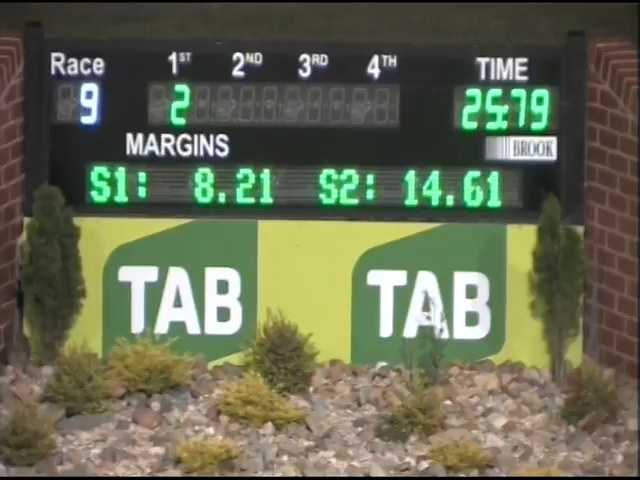 Race 1ST 2ND 3RD 4TH TIME
9 2 25:79
MARGINS BROOK
S1: 8.21 S2: 14.61
TAB TAB